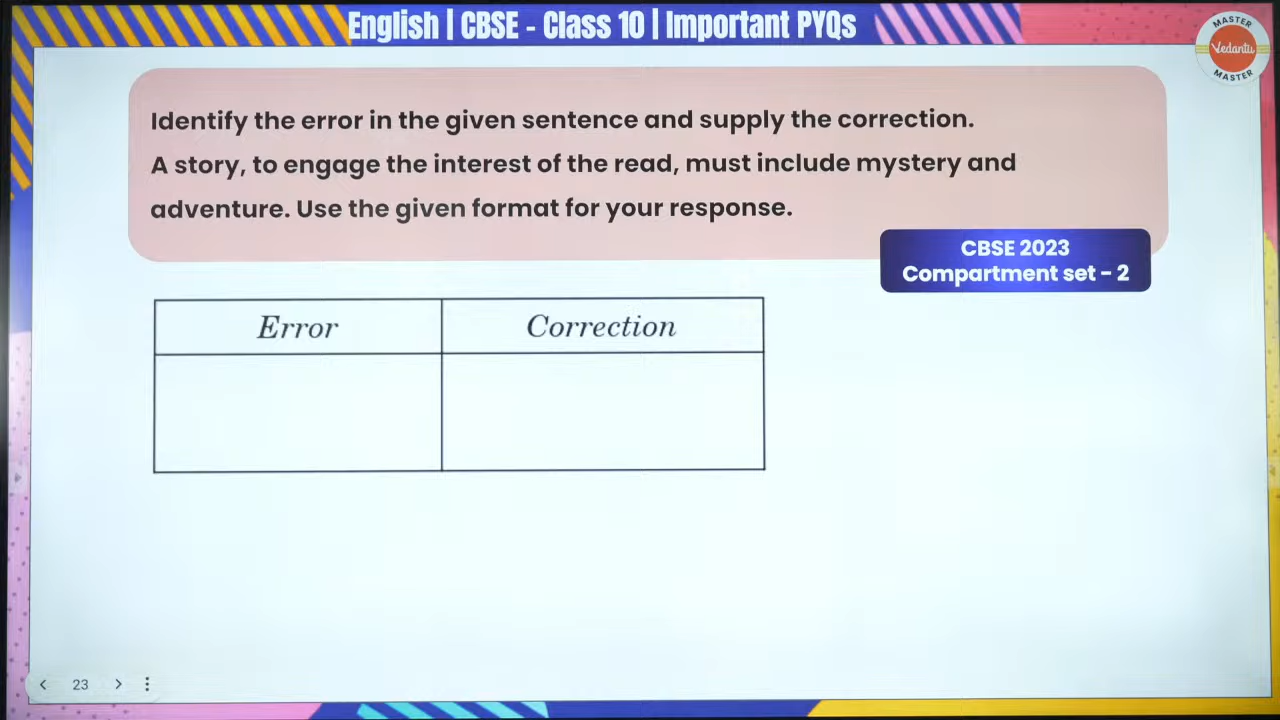 English | CBSE - Class 10 | Important PYQs
MASTER
Vedantu
MASTER
Identify the error in the given sentence and supply the correction.
A story, to engage the interest of the read, must include mystery and
adventure. Use the given format for your response.
CBSE 2023
Compartment set - 2
Error
Correction
23